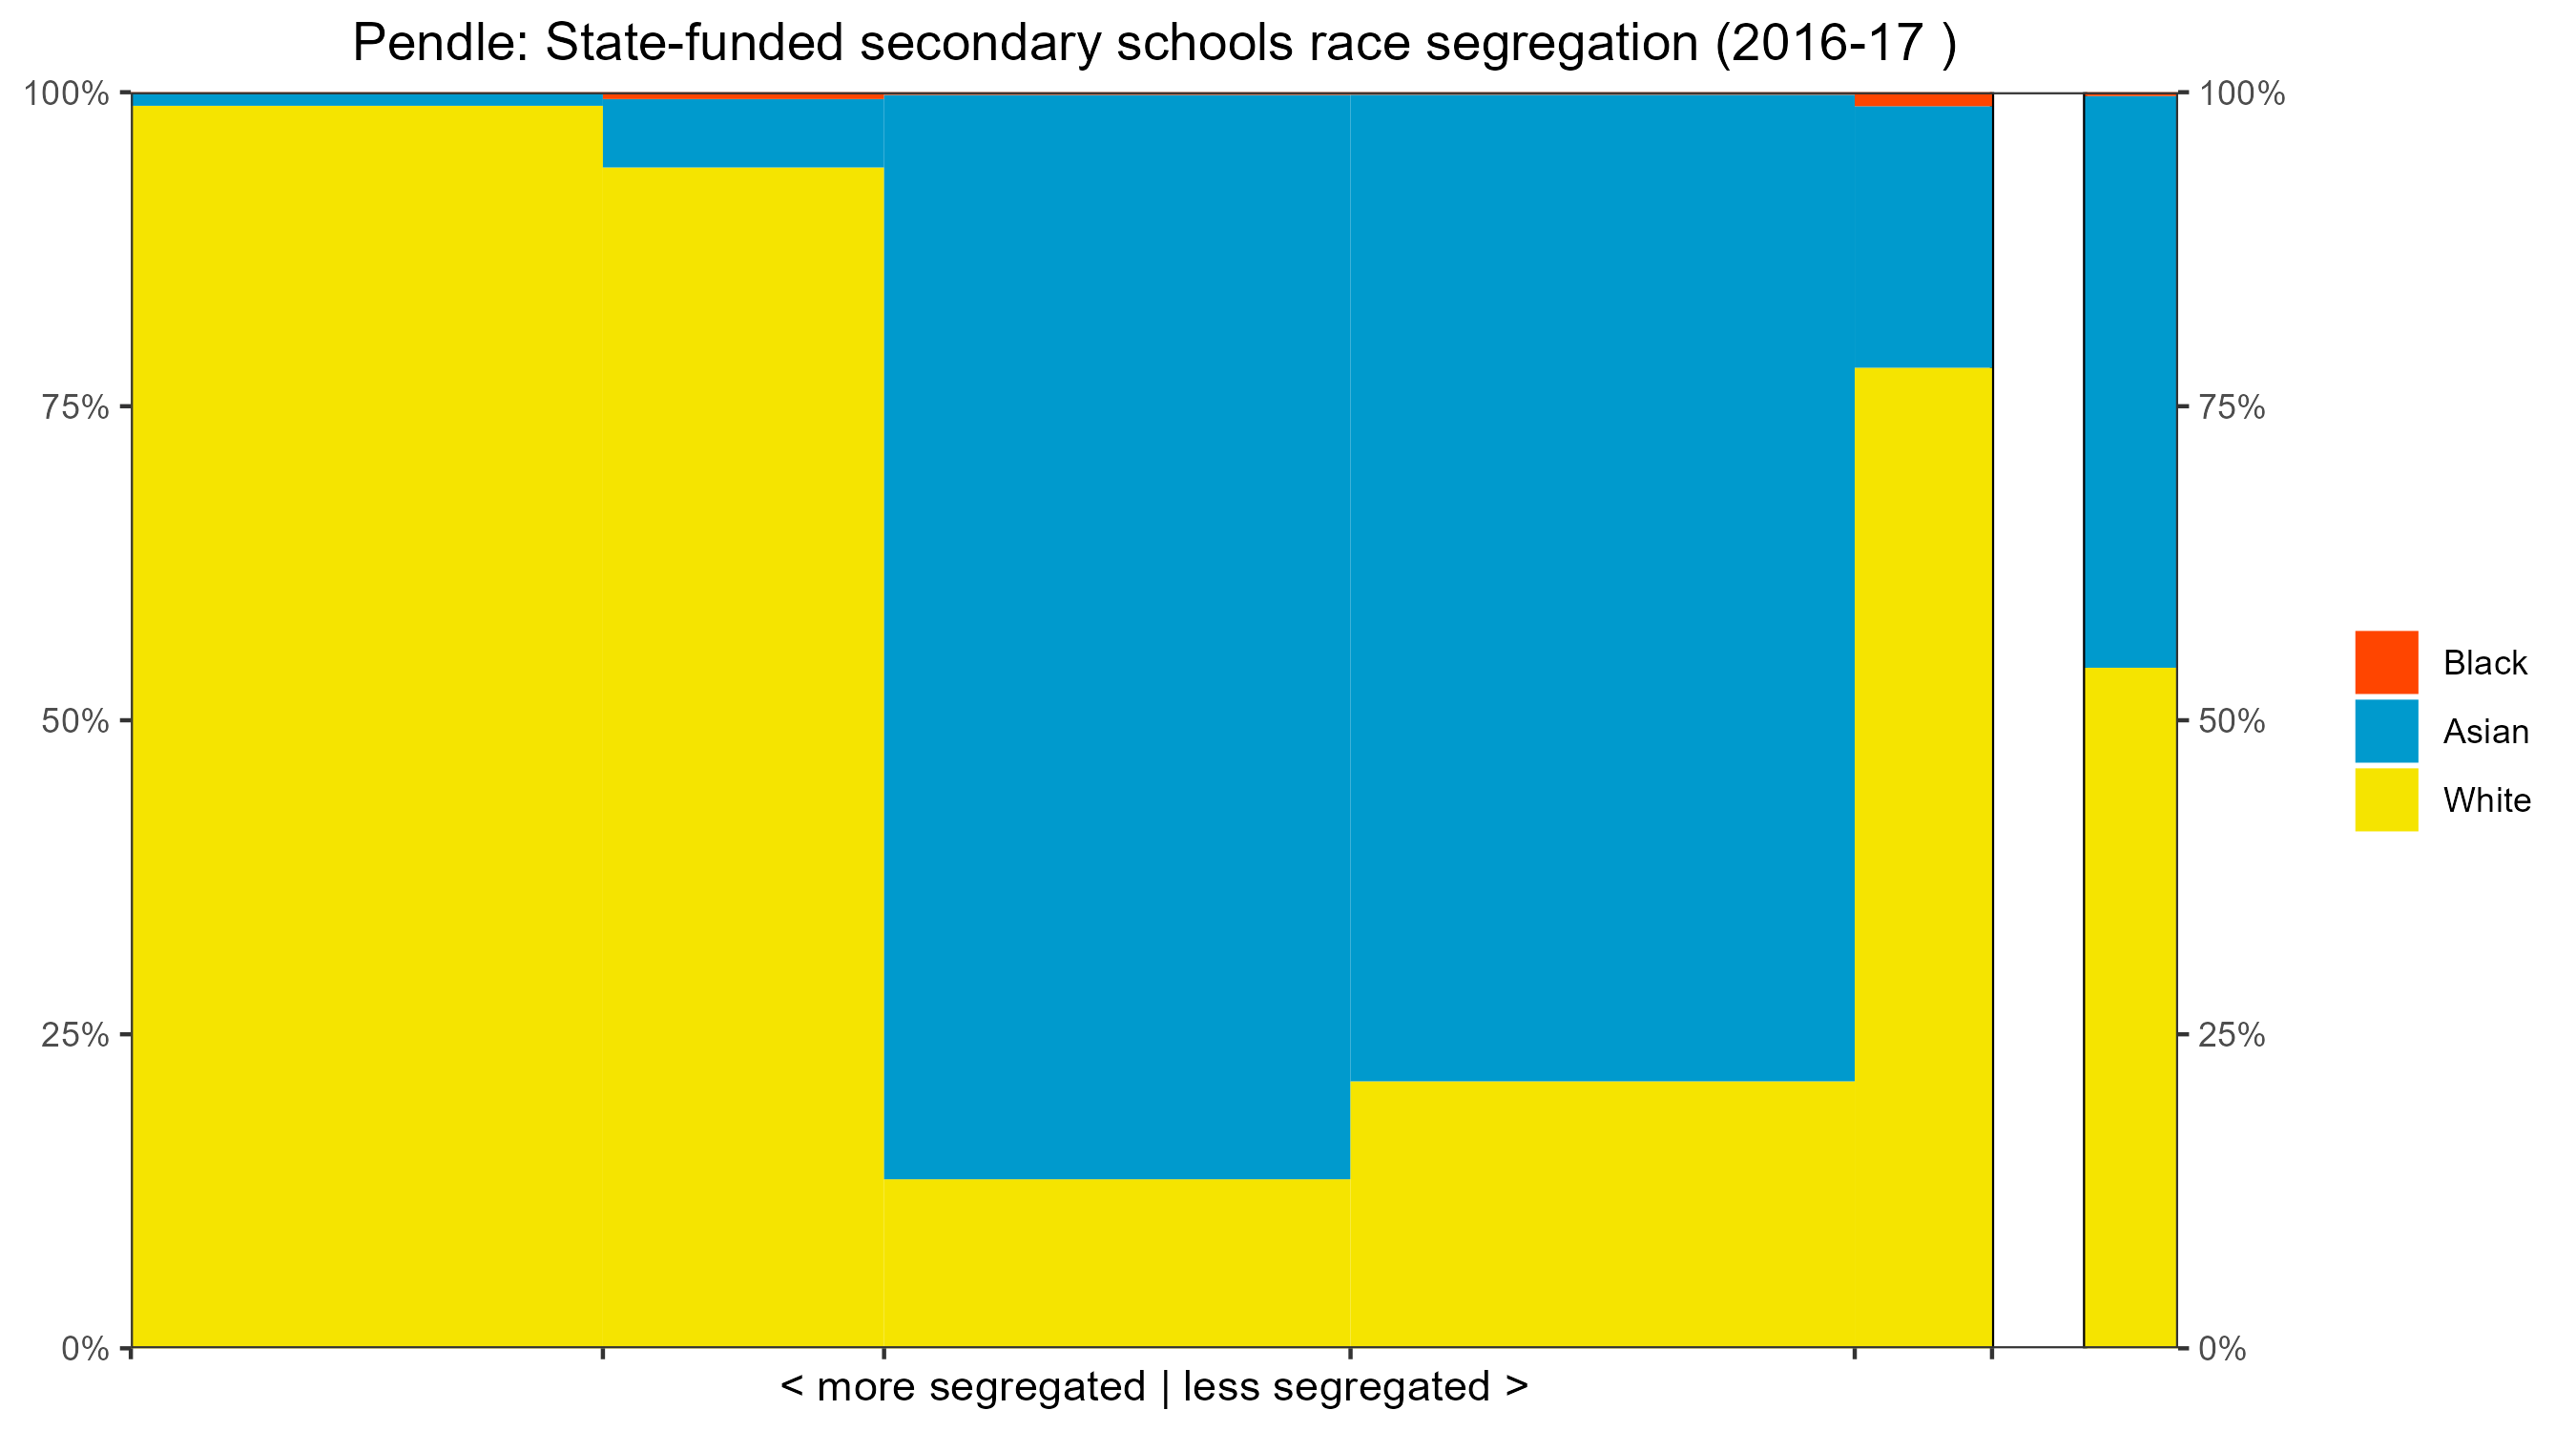 Pendle: State-funded secondary schools race segregation (2016-17 )
100%
75%
50%
25%
0%
100%
75%
50%
25%
0%
Black
Asian
White
< more segregated | less segregated >